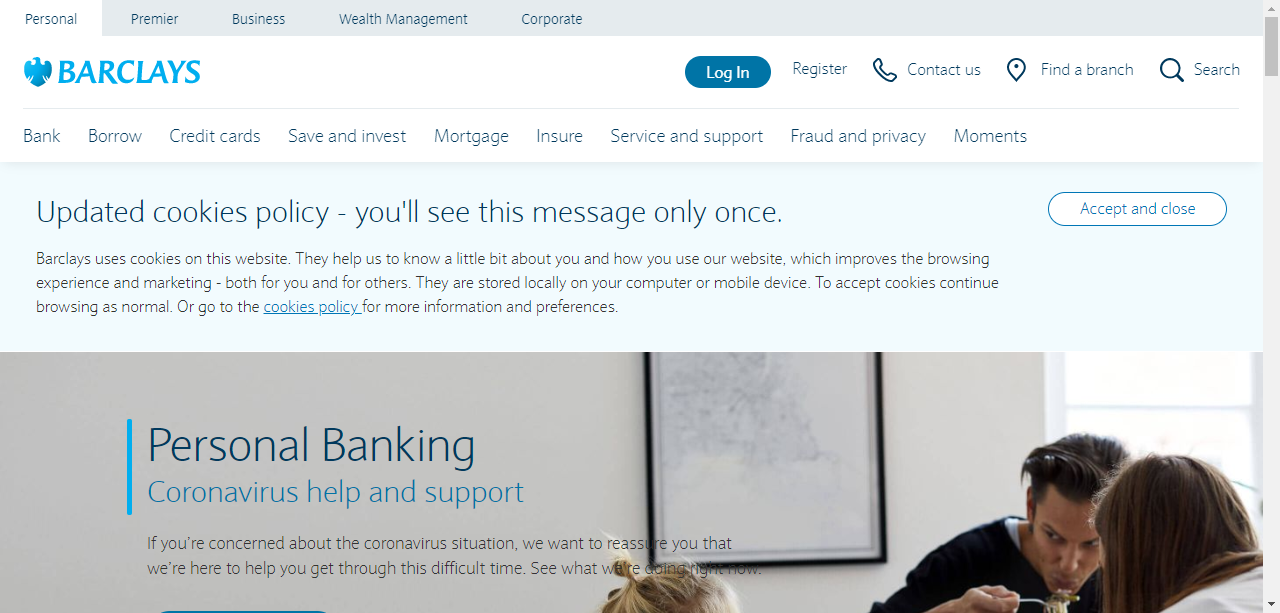 Personal Premier Business Wealth Management Corporate
BARCLAYS
Log In Register Contact us Find a branch Search
Bank Borrow Credit cards Save and invest Mortgage Insure Service and support Fraud and privacy Moments
Updated cookies policy - you'll see this message only once.
Accept and close
Barclays uses cookies on this website. They help us to know a little bit about you and how you use our website, which improves the browsing
experience and marketing - both for you and for others. They are stored locally on your computer or mobile device. To accept cookies continue
browsing as normal. Or go to the cookies policy for more information and preferences.
Personal Banking
Coronavirus help and support
If you’re concerned about the coronavirus situation, we want to reassure you that
we’re here to help you get through this difficult time. See what we’re doing right now.